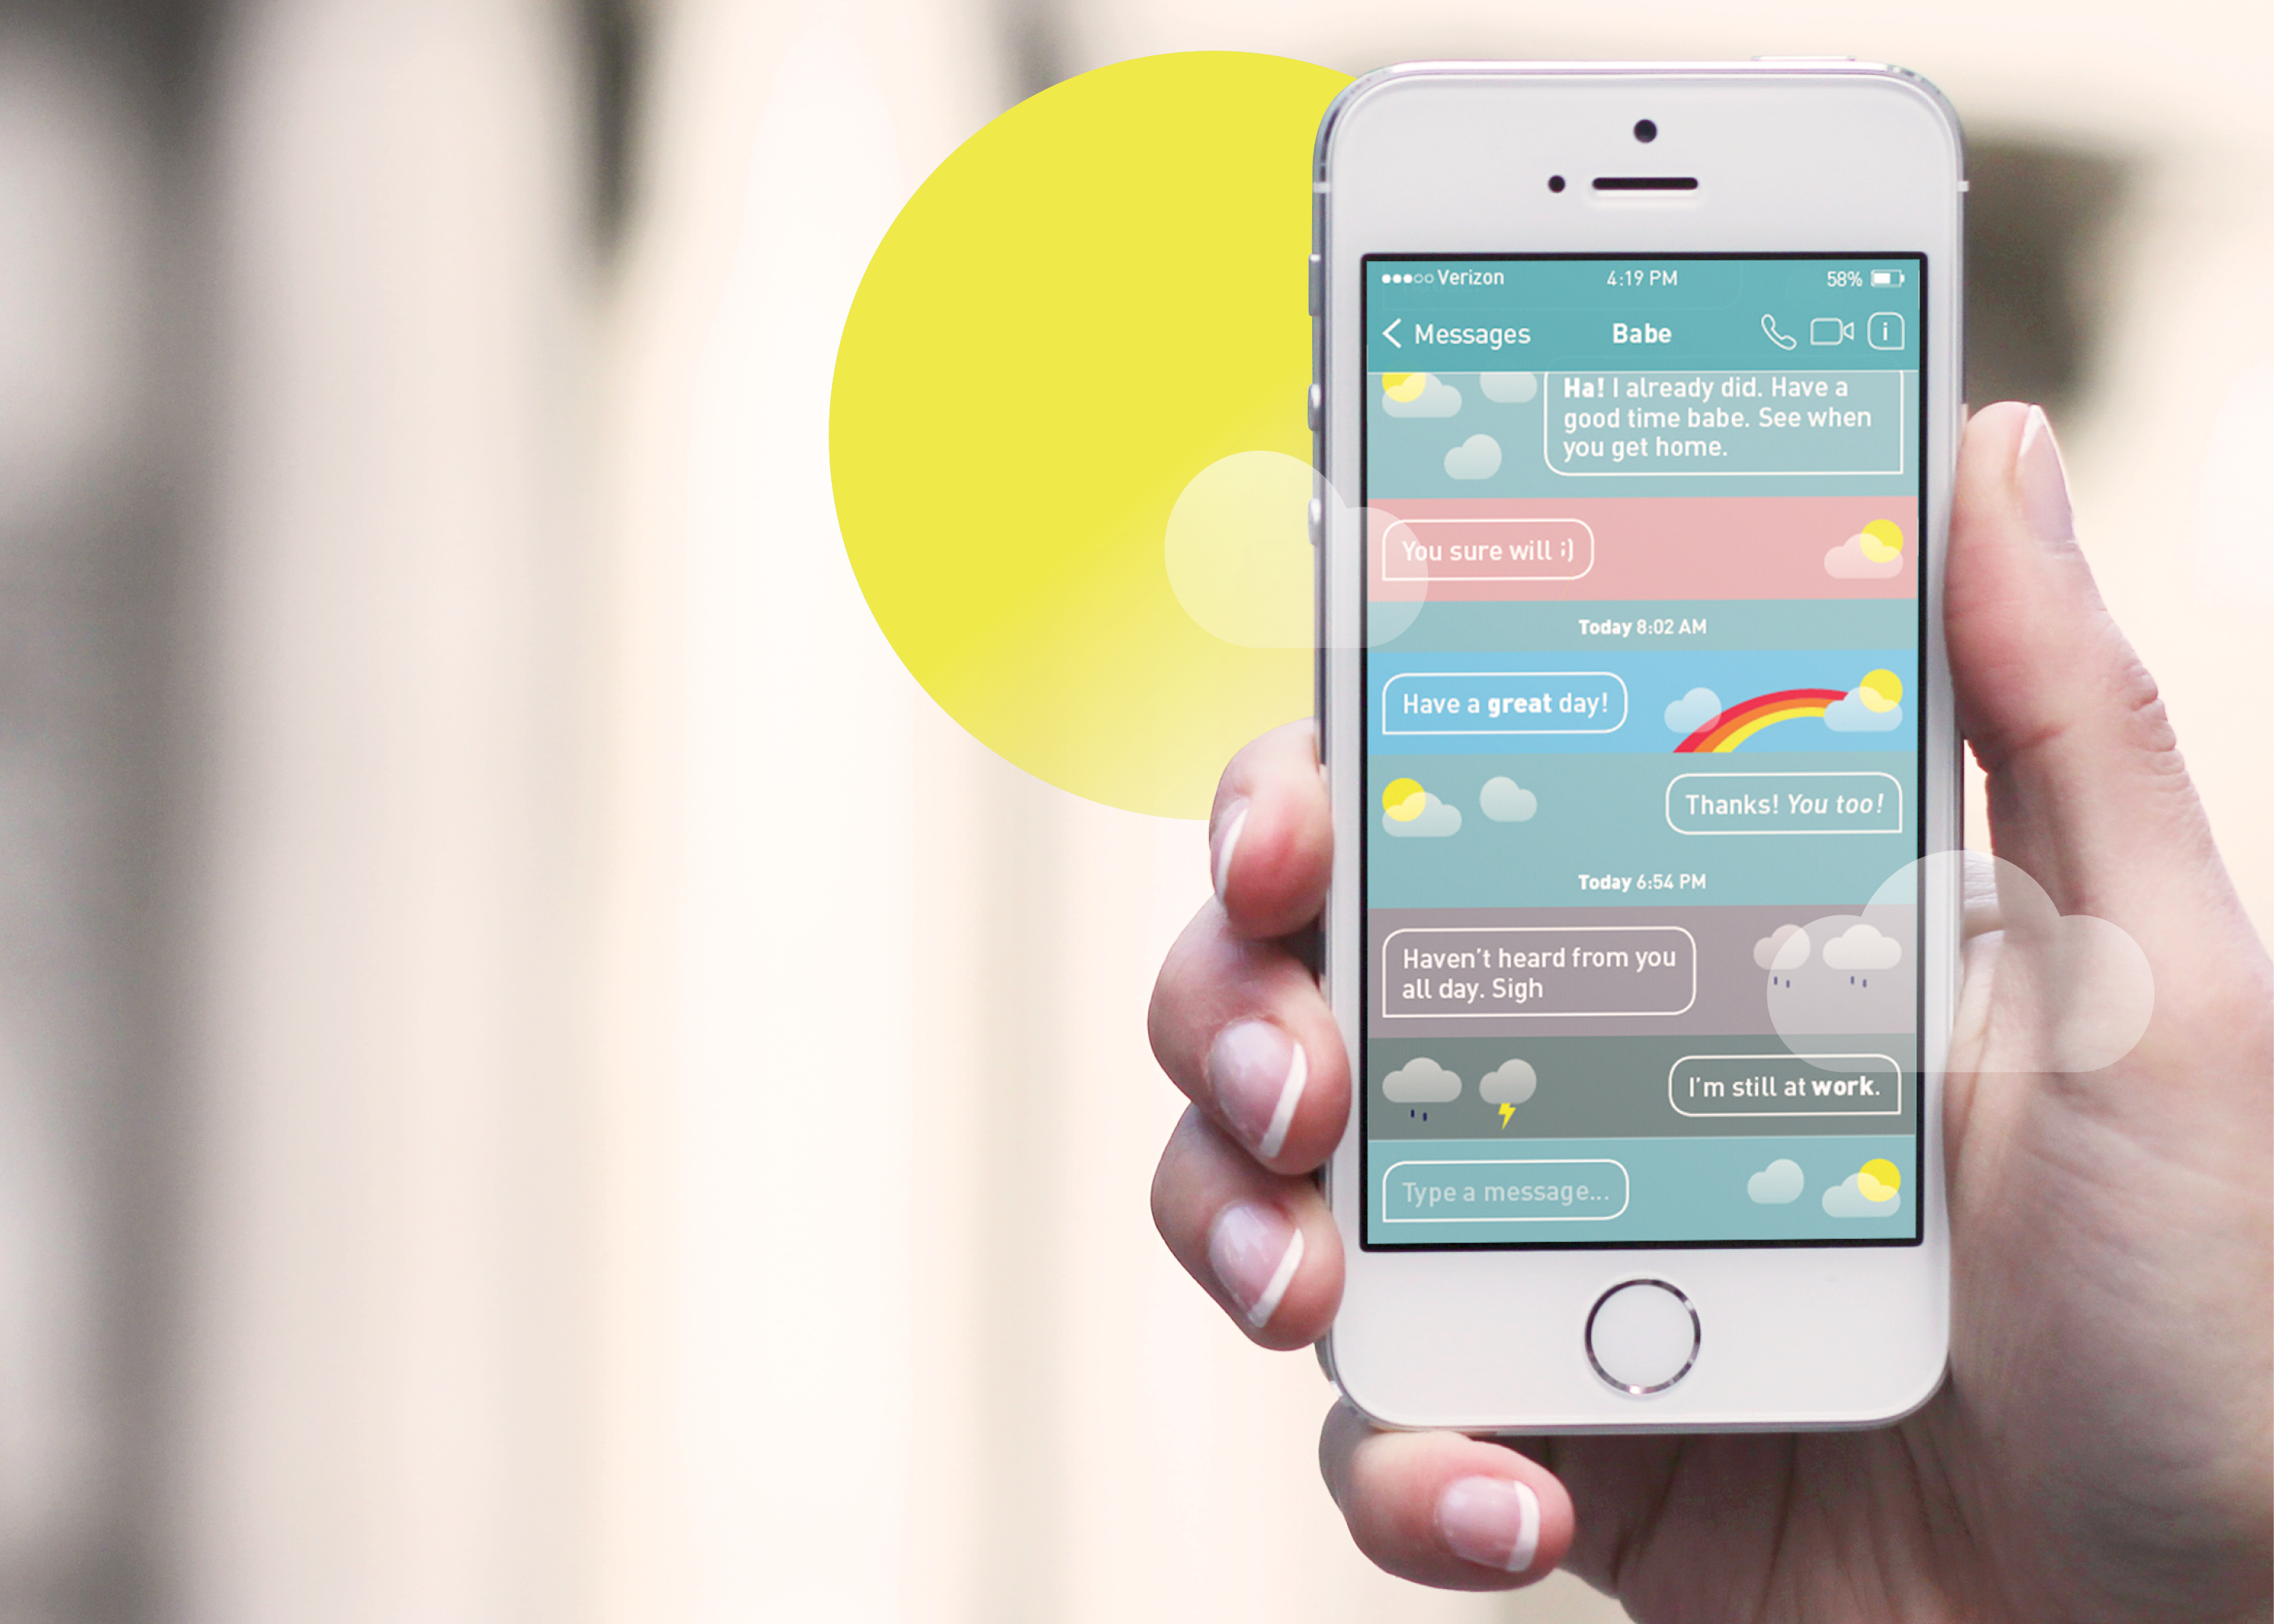 Verizon 4:19 PM 58%
Messages Babe i
Ha! I already did. Have a
good time babe. See when
you get home.
You sure will ;)
Today 8:02 AM
Have a great day!
Thanks! You too!
Today 6:54 PM
Haven't heard from you
all day. Sigh
I'm still at work.
Type a message...